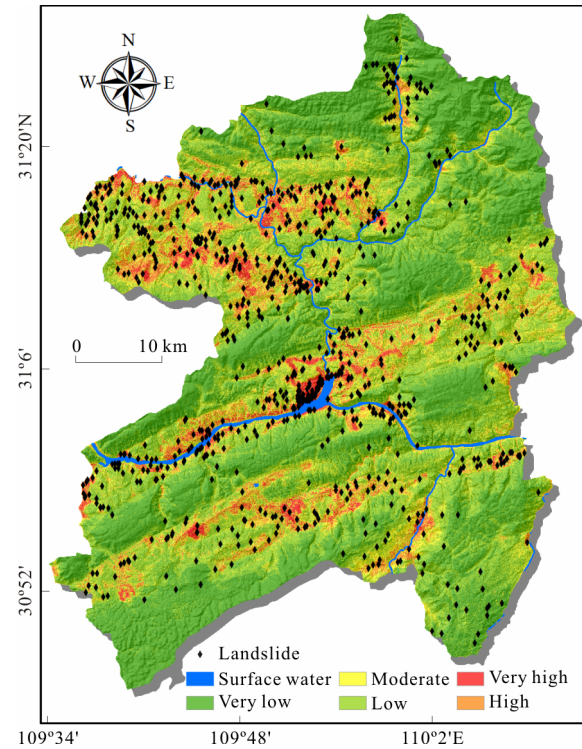 N
W E
S
31°20'N
0 10 km
31°6'
30°52'
Landslide
Surface water Moderate Very high
Very low Low High
109°34' 109°48' 110°2'E